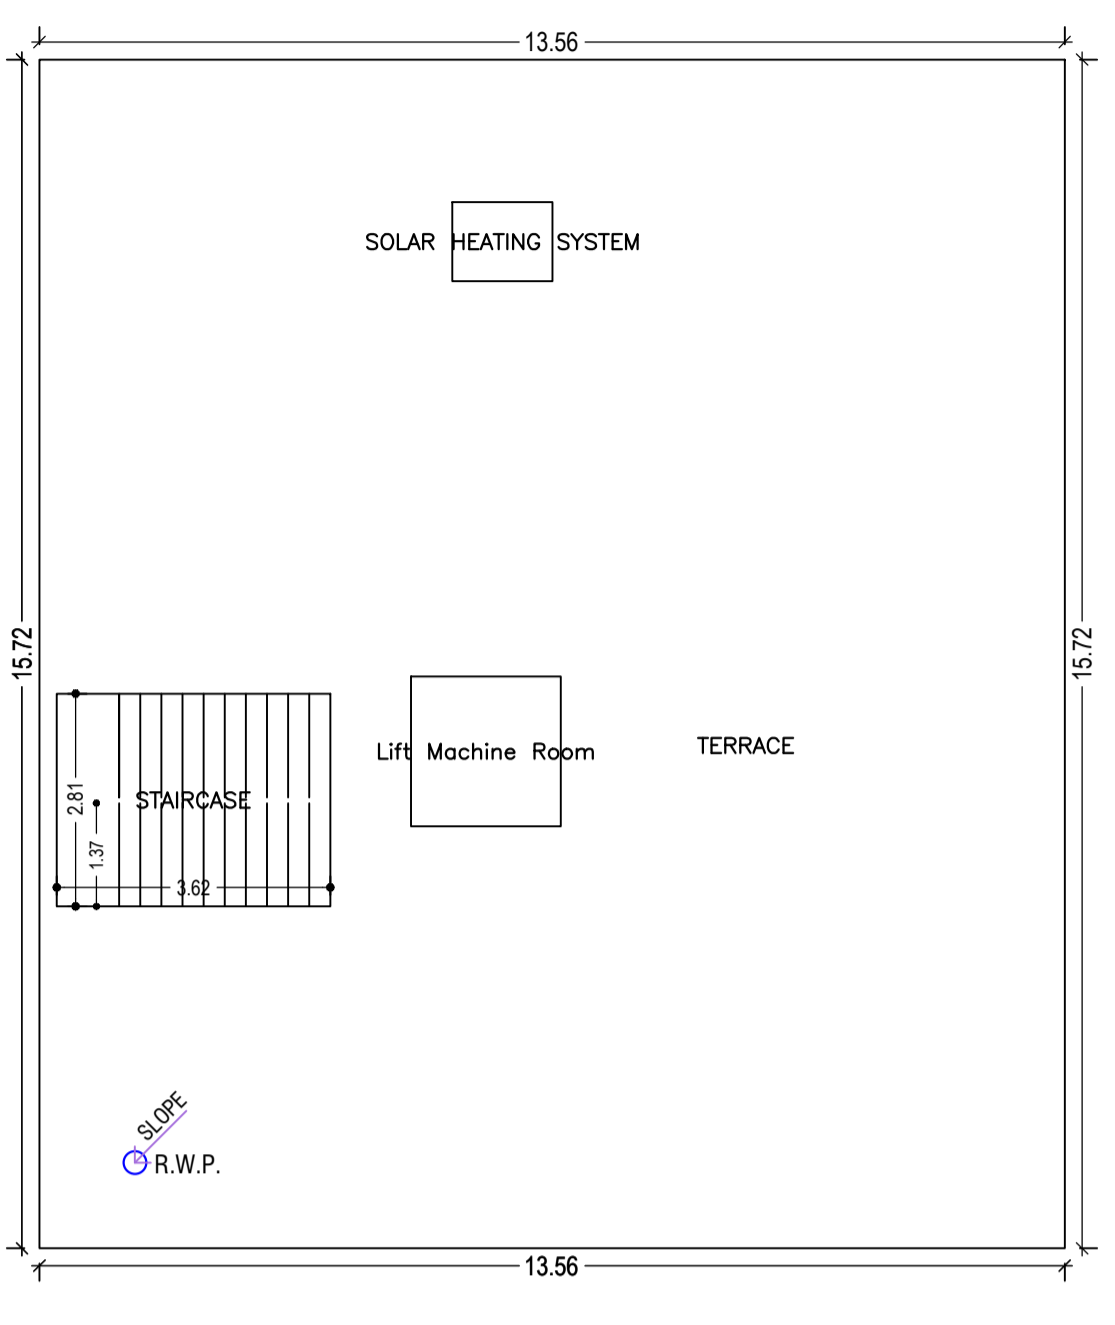 13.56
SOLAR HEATING SYSTEM
15.72
15.72
Lift Machine Room
TERRACE
2.81
STAIRCASE
1.37
3.62
SLOPE
R.W.P.
13.56